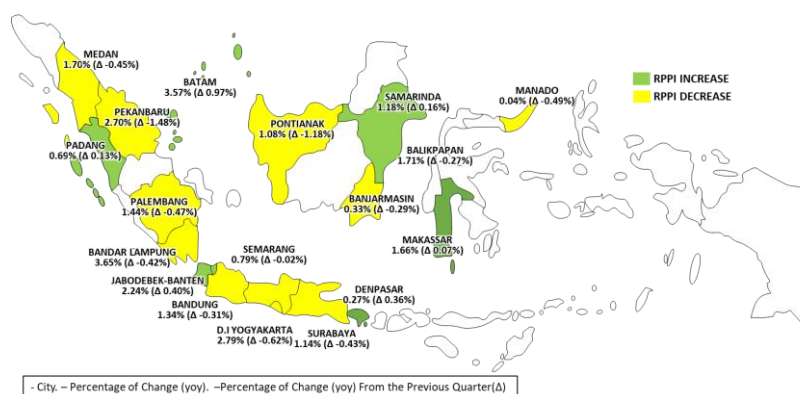 MEDAN
1.70% (Δ -0.45%)
BATAM
3.57% (Δ 0.97%)
PEKANBARU
2.70% (Δ -1.48%)
PADANG
0.69% (Δ 0.13%)
PALEMBANG
1.44% (Δ -0.47%)
BANDAR LAMPUNG
3.65% (Δ -0.42%)
JABODEBEK-BANTEN
2.24% (Δ 0.40%)
BANDUNG
1.34% (Δ -0.31%)
SEMARANG
0.79% (Δ -0.02%)
D.I YOGYAKARTA
2.79% (Δ -0.62%)
SURABAYA
1.14% (Δ -0.43%)
DENPASAR
0.27% (Δ 0.36%)
PONTIANAK
1.08% (Δ -1.18%)
SAMARINDA
1.18% (Δ 0.16%)
BALIKPAPAN
1.71% (Δ -0.27%)
BANJARMASIN
0.33% (Δ -0.29%)
MAKASSAR
1.66% (Δ 0.07%)
MANADO
0.04% (Δ -0.49%)
RPPI INCREASE
RPPI DECREASE
- City. – Percentage of Change (yoy). –Percentage of Change (yoy) From the Previous Quarter(Δ)